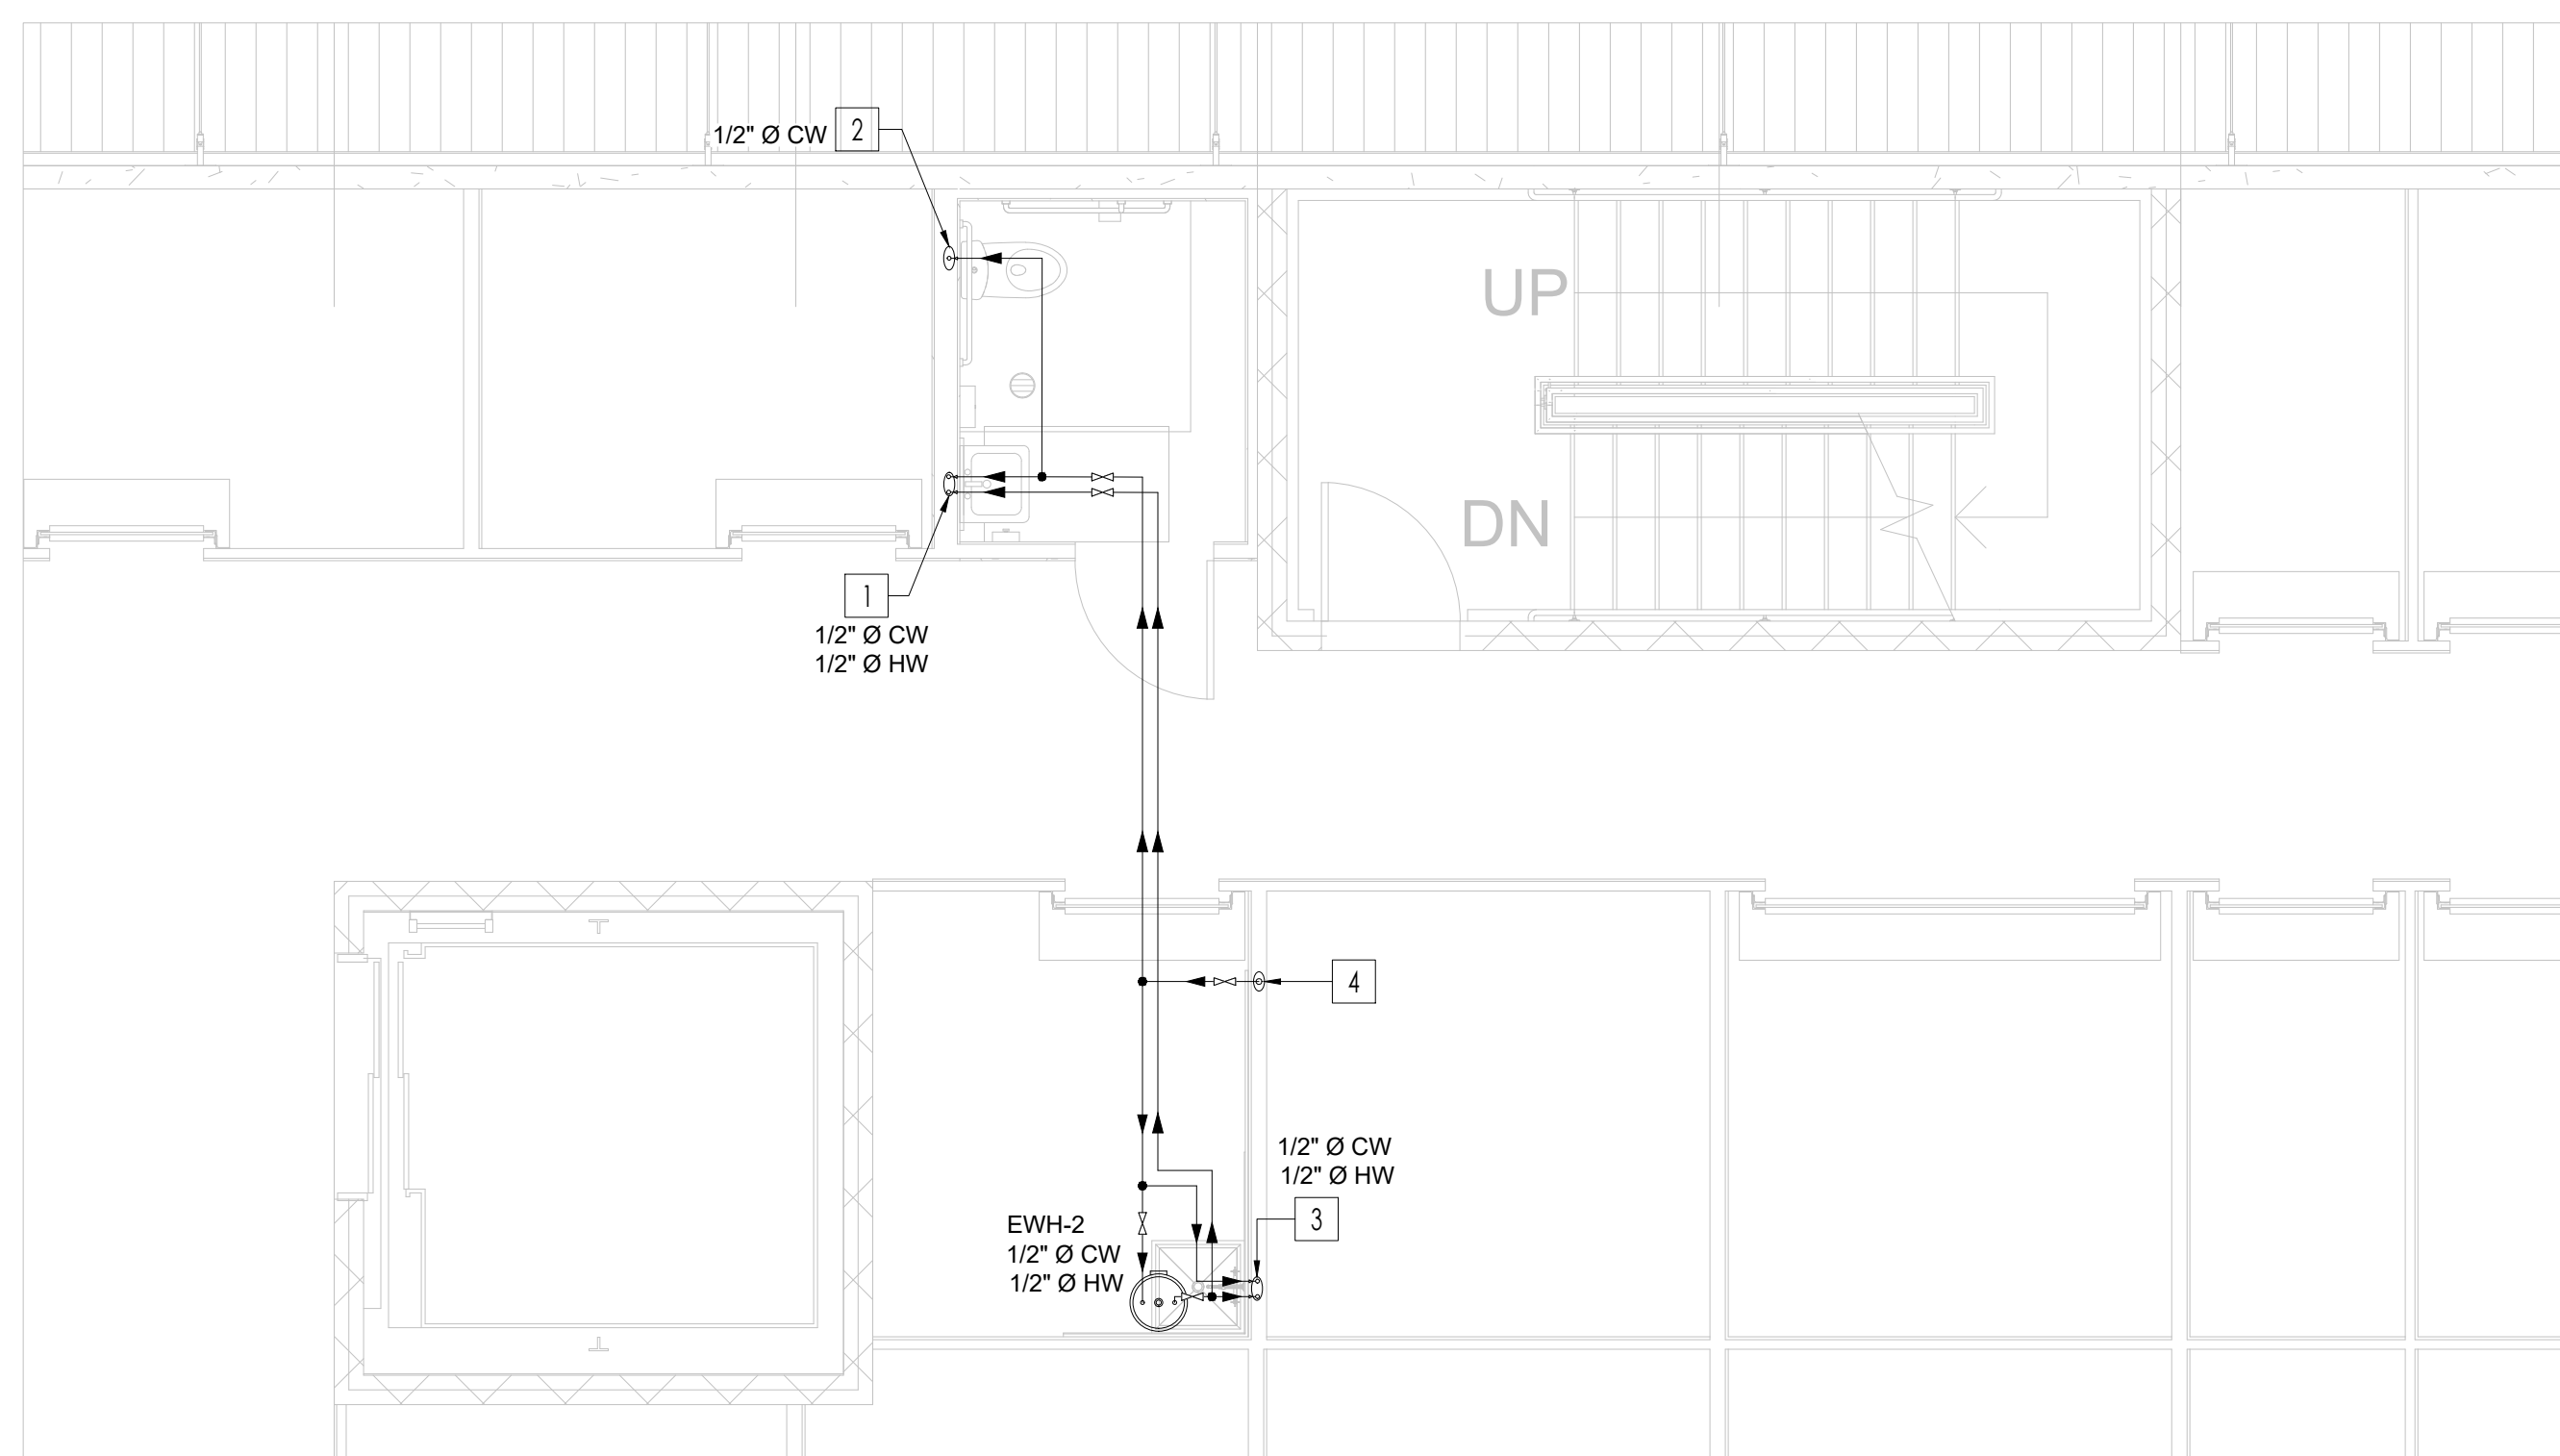 1/2" Ø CW 2
UP
DN
1
1/2" Ø CW
1/2" Ø HW
4
1/2" Ø CW
1/2" Ø HW
3
EWH-2
1/2" Ø CW
1/2" Ø HW